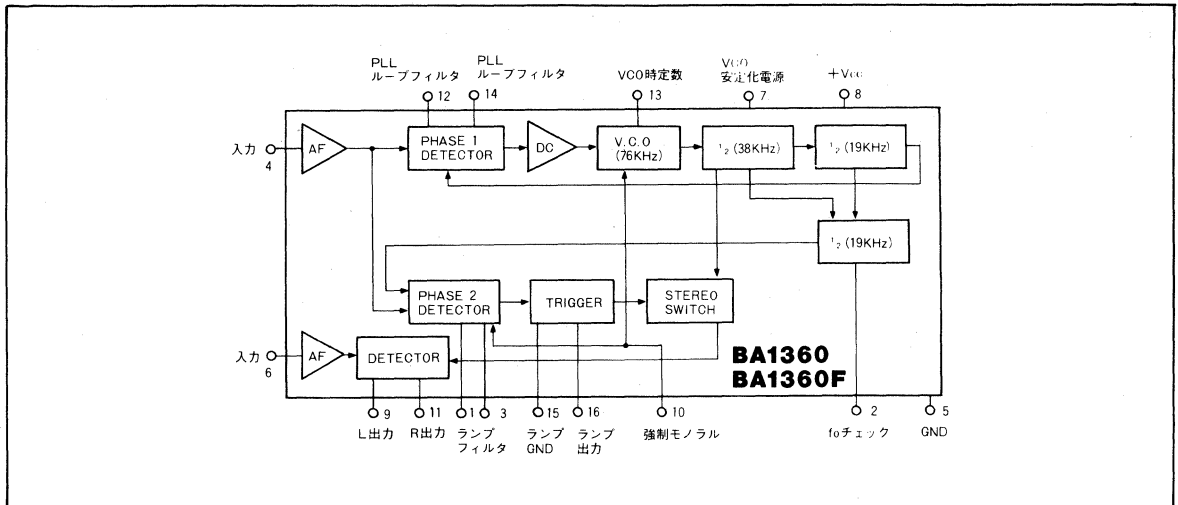 PLL
ループフィルタ
12
PLL
ループフィルタ
14
VCO時定数
13
VCO
安定化電源
7
+Vcc
8
入力
4
AF
PHASE 1
DETECTOR
DC
V.C.O
(76KHz)
1/2 (38KHz)
1/2 (19KHz)
1/2 (19KHz)
PHASE 2
DETECTOR
TRIGGER
STEREO
SWITCH
入力
6
AF
DETECTOR
BA1360
BA1360F
9
L出力
11
R出力
1
3
ランプ
フィルタ
15
ランプ
GND
16
ランプ
出力
10
強制モノラル
2
foチェック
5
GND